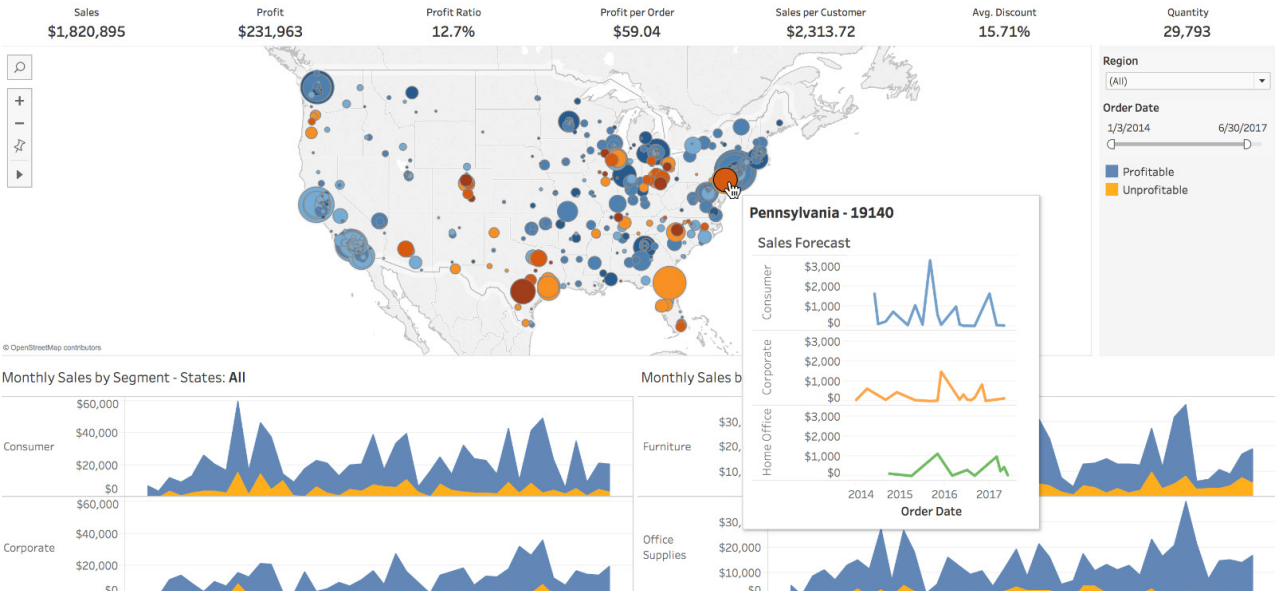 Sales Profit Profit Ratio Profit per Order Sales per Customer Avg. Discount Quantity
$1,820,895 $231,963 12.7% $59.04 $2,313.72 15.71% 29,793
Region
(All)
Order Date
1/3/2014 6/30/2017
Profitable
Unprofitable
© OpenStreetMap contributors
Pennsylvania - 19140
Sales Forecast
Consumer
$3,000
$2,000
$1,000
$0
Corporate
$3,000
$2,000
$1,000
$0
Home Office
$3,000
$2,000
$1,000
$0
2014 2015 2016 2017
Order Date
Monthly Sales by Segment - States: All
Consumer
$60,000
$40,000
$20,000
$0
Corporate
$60,000
$40,000
$20,000
$0
Monthly Sales b
Furniture
$30,
$20,
$10,
Office
Supplies
$30,
$20,000
$10,000
$0